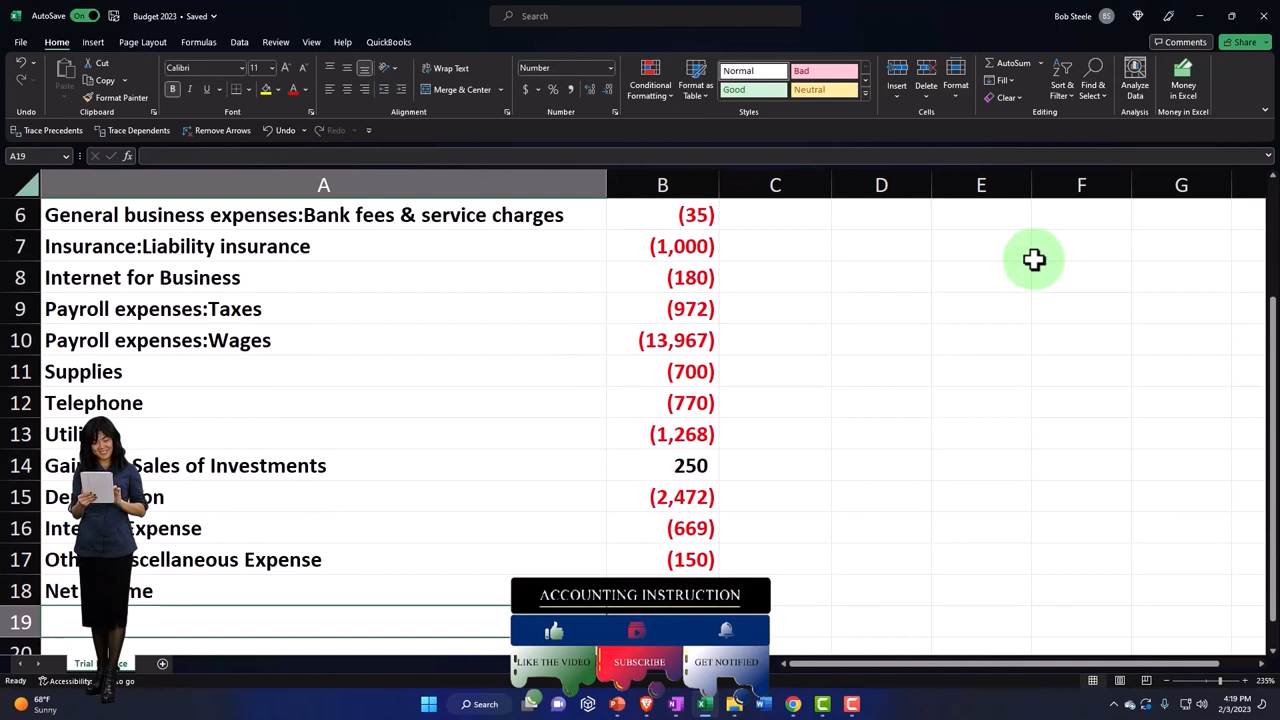 AutoSave On Budget 2023 • Saved Search Bob Steele BS
File Home Insert Page Layout Formulas Data Review View Help QuickBooks Comments Share
Cut Calibri 11 Wrap Text Number Normal Bad AutoSum
Paste Copy Fill
Format Painter Merge & Center $ % Conditional Formatting Format as Table Good Neutral Insert Delete Format Clear Sort & Filter Find & Select Analyze Data Money in Excel
Undo Clipboard Font Alignment Number Styles Cells Editing Analysis Money in Excel
Trace Precedents Trace Dependents Remove Arrows Undo Redo
A19 fx
A B C D E F G
6 General business expenses:Bank fees & service charges (35)
7 Insurance:Liability insurance (1,000)
8 Internet for Business (180)
9 Payroll expenses:Taxes (972)
10 Payroll expenses:Wages (13,967)
11 Supplies (700)
12 Telephone (770)
13 (1,268)
14 Sales of Investments 250
15 (2,472)
16 Expense (669)
17 Expense (150)
18 Net
19
20
ACCOUNTING INSTRUCTION
LIKE THE VIDEO SUBSCRIBE GET NOTIFIED
Trial
Ready Accessibility: to go 235%
68°F
Sunny
Search
4:19 PM
2/3/2023